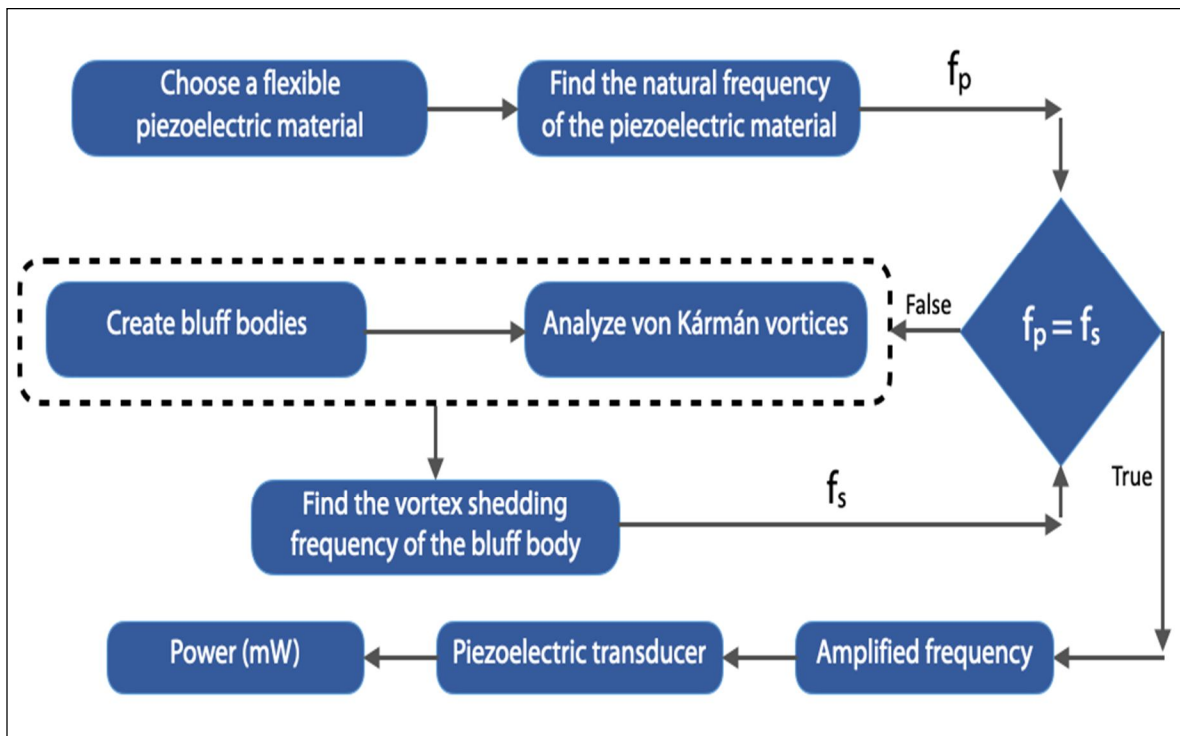 Choose a flexible
piezoelectric material
Find the natural frequency
of the piezoelectric material
fₚ
Create bluff bodies
Analyze von Kármán vortices
False
fₚ = fₛ
True
Find the vortex shedding
frequency of the bluff body
fₛ
Power (mW)
Piezoelectric transducer
Amplified frequency